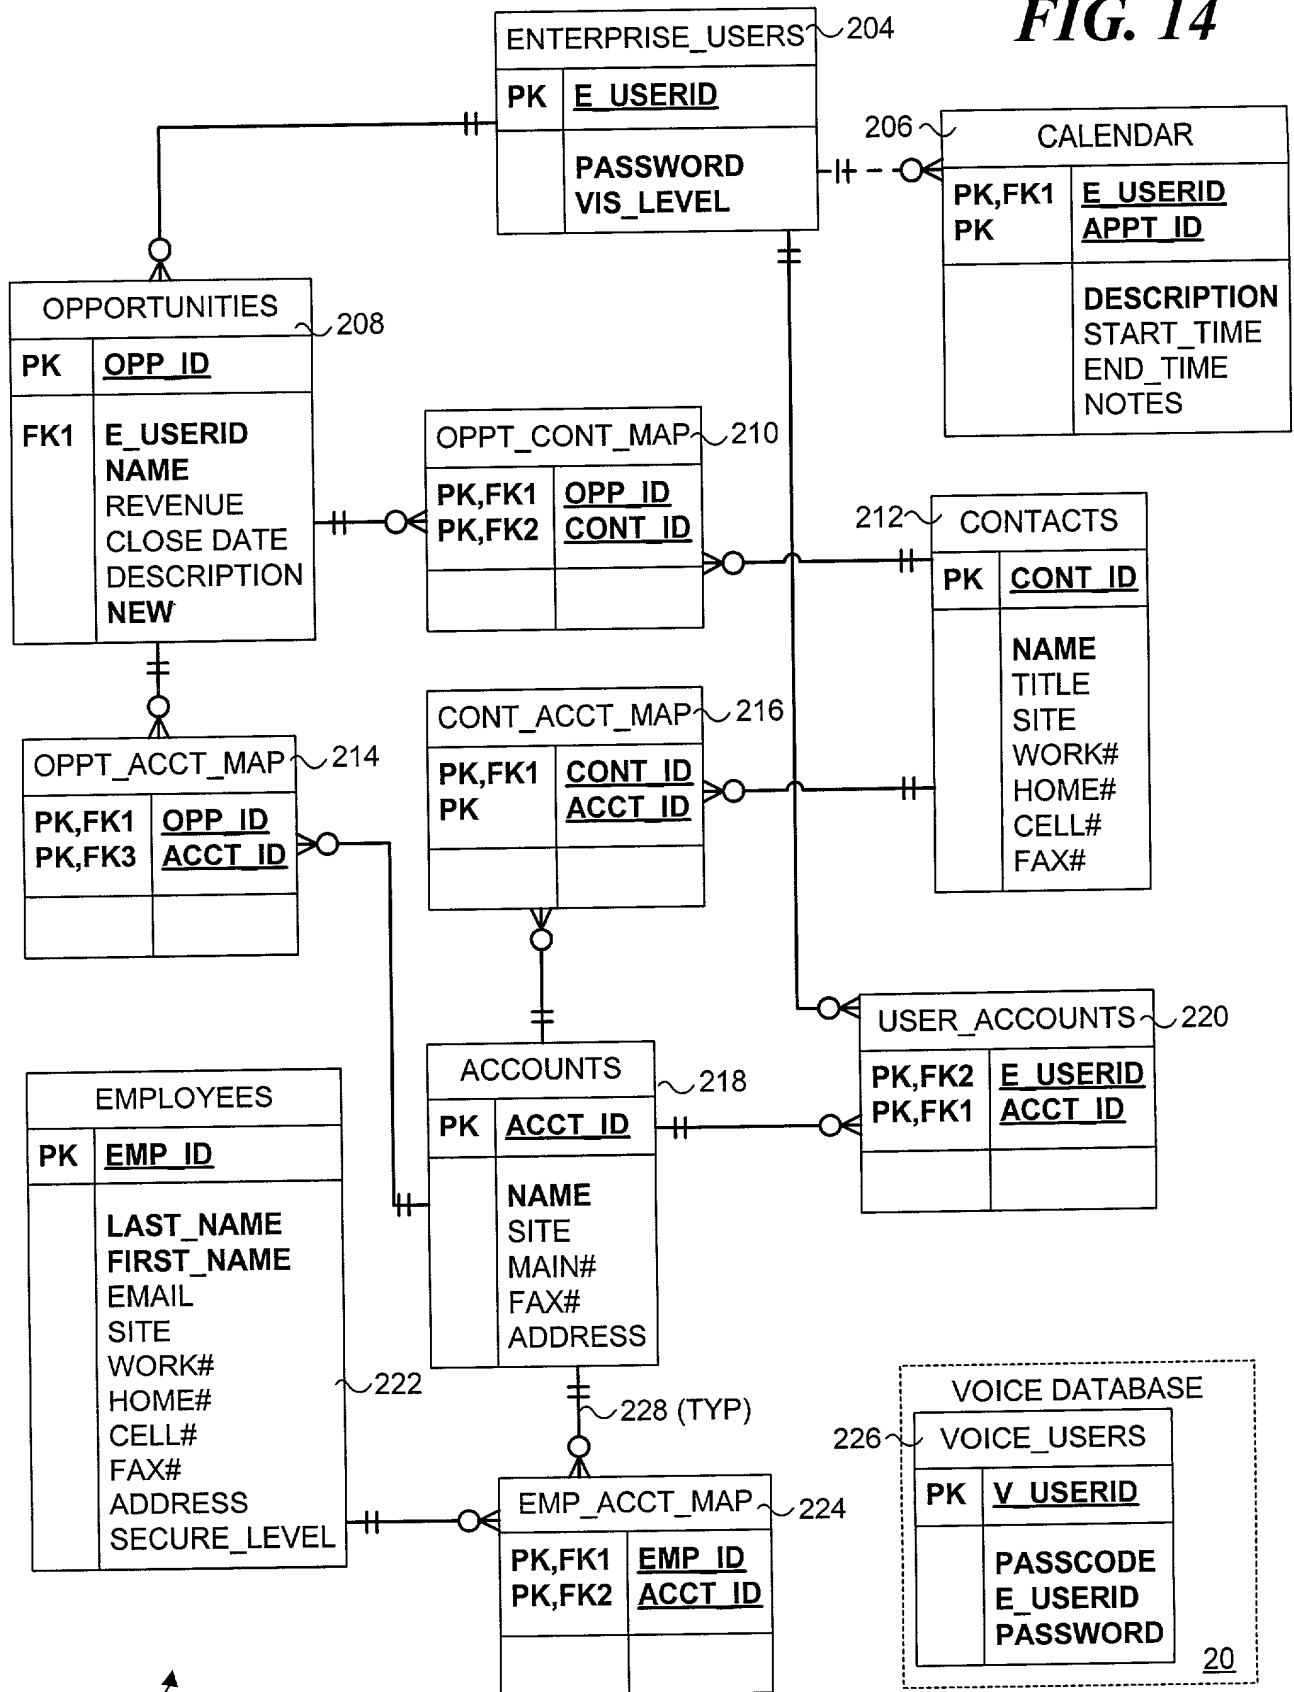 FIG. 14
ENTERPRISE_USERS 204
PK E_USERID
PASSWORD
VIS_LEVEL
206 CALENDAR
PK,FK1 E_USERID
PK APPT_ID
DESCRIPTION
START_TIME
END_TIME
NOTES
OPPORTUNITIES
208
PK OPP_ID
FK1 E_USERID
NAME
REVENUE
CLOSE DATE
DESCRIPTION
NEW
OPPT_CONT_MAP 210
PK,FK1 OPP_ID
PK,FK2 CONT_ID
212 CONTACTS
PK CONT_ID
NAME
TITLE
SITE
WORK#
HOME#
CELL#
FAX#
CONT_ACCT_MAP 216
PK,FK1 CONT_ID
PK ACCT_ID
OPPT_ACCT_MAP 214
PK,FK1 OPP_ID
PK,FK3 ACCT_ID
USER_ACCOUNTS 220
PK,FK2 E_USERID
PK,FK1 ACCT_ID
ACCOUNTS 218
PK ACCT_ID
NAME
SITE
MAIN#
FAX#
ADDRESS
EMPLOYEES
PK EMP_ID
LAST_NAME
FIRST_NAME
EMAIL
SITE
WORK#
HOME#
CELL#
FAX#
ADDRESS
SECURE_LEVEL
222
228 (TYP)
EMP_ACCT_MAP 224
PK,FK1 EMP_ID
PK,FK2 ACCT_ID
VOICE DATABASE
226 VOICE_USERS
PK V_USERID
PASSCODE
E_USERID
PASSWORD
20